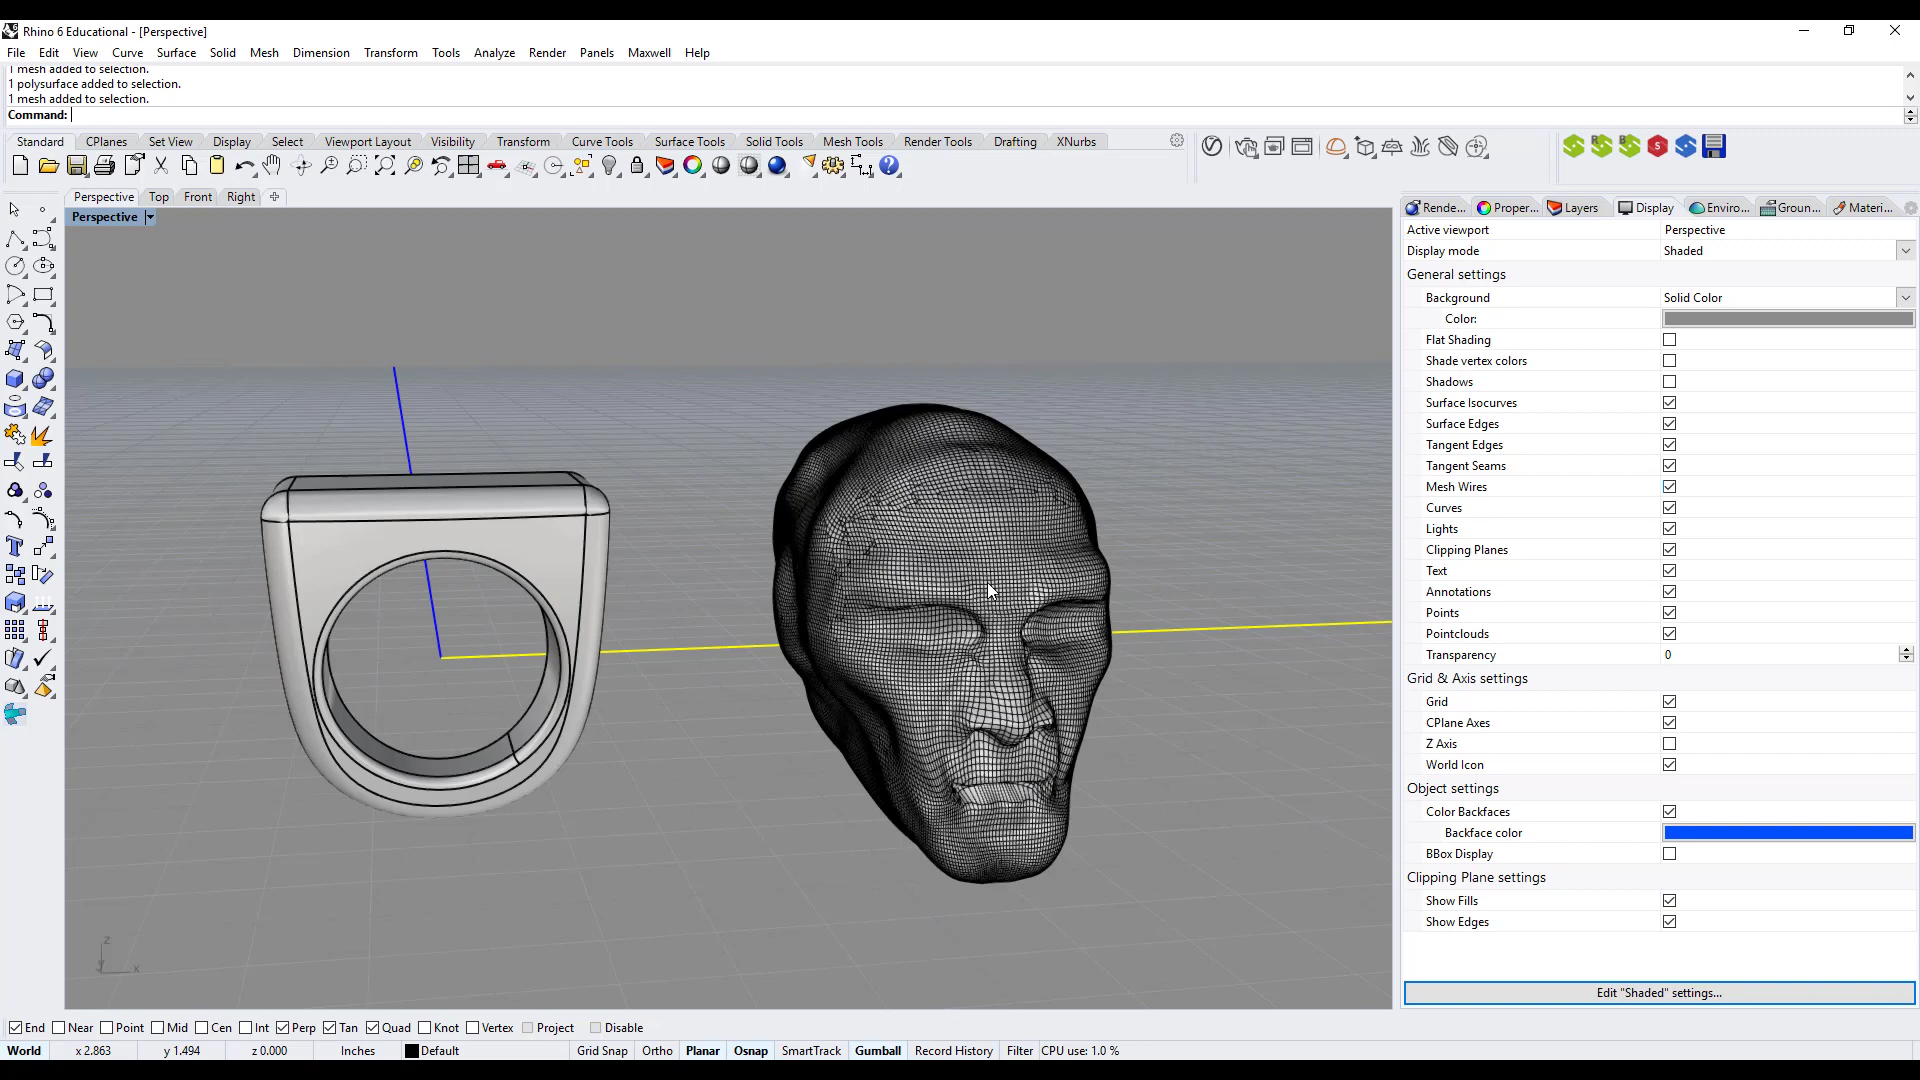 Rhino 6 Educational - [Perspective]
File Edit View Curve Surface Solid Mesh Dimension Transform Tools Analyze Render Panels Maxwell Help
1 mesh added to selection.
1 polysurface added to selection.
1 mesh added to selection.
Command:
Standard CPlanes Set View Display Select Viewport Layout Visibility Transform Curve Tools Surface Tools Solid Tools Mesh Tools Render Tools Drafting XNurbs
Perspective Top Front Right
Perspective
Rende... Proper... Layers Display Enviro... Groun... Materi...
Active viewport Perspective
Display mode Shaded
General settings
Background Solid Color
Color:
Flat Shading
Shade vertex colors
Shadows
Surface Isocurves
Surface Edges
Tangent Edges
Tangent Seams
Mesh Wires
Curves
Lights
Clipping Planes
Text
Annotations
Points
Pointclouds
Transparency 0
Grid & Axis settings
Grid
CPlane Axes
Z Axis
World Icon
Object settings
Color Backfaces
Backface color
BBox Display
Clipping Plane settings
Show Fills
Show Edges
Edit "Shaded" settings...
z
y x
End Near Point Mid Cen Int Perp Tan Quad Knot Vertex Project Disable
World x 2.863 y 1.494 z 0.000 Inches Default Grid Snap Ortho Planar Osnap SmartTrack Gumball Record History Filter CPU use: 1.0 %